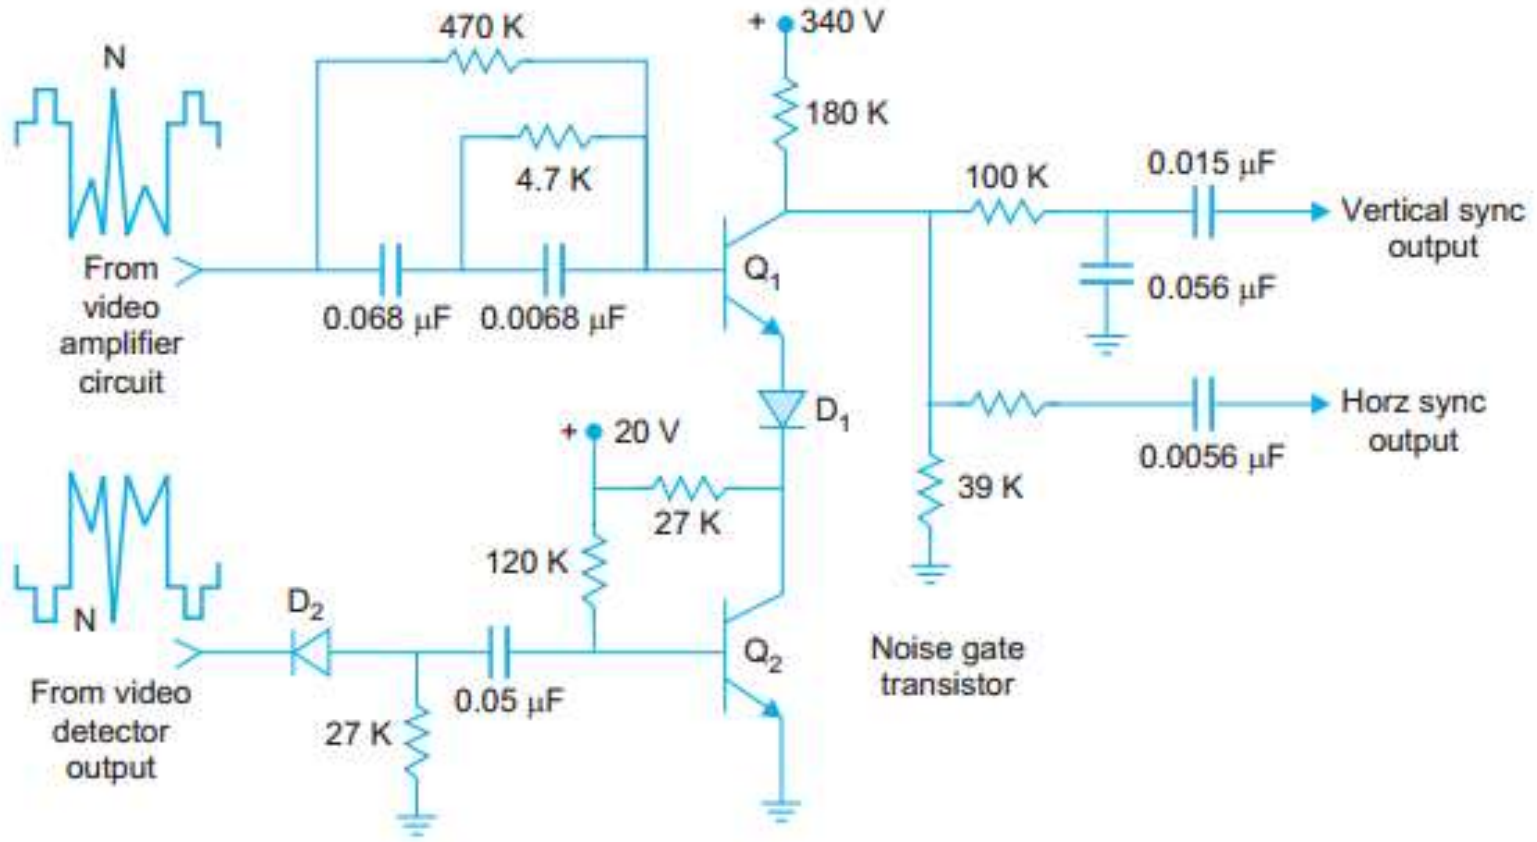 N
From
video
amplifier
circuit
470 K
4.7 K
0.068 μF
0.0068 μF
+ 340 V
180 K
Q1
D1
100 K
0.015 μF
Vertical sync
output
0.056 μF
Horz sync
output
0.0056 μF
39 K
+ 20 V
27 K
120 K
N
From video
detector
output
D2
27 K
0.05 μF
Q2
Noise gate
transistor